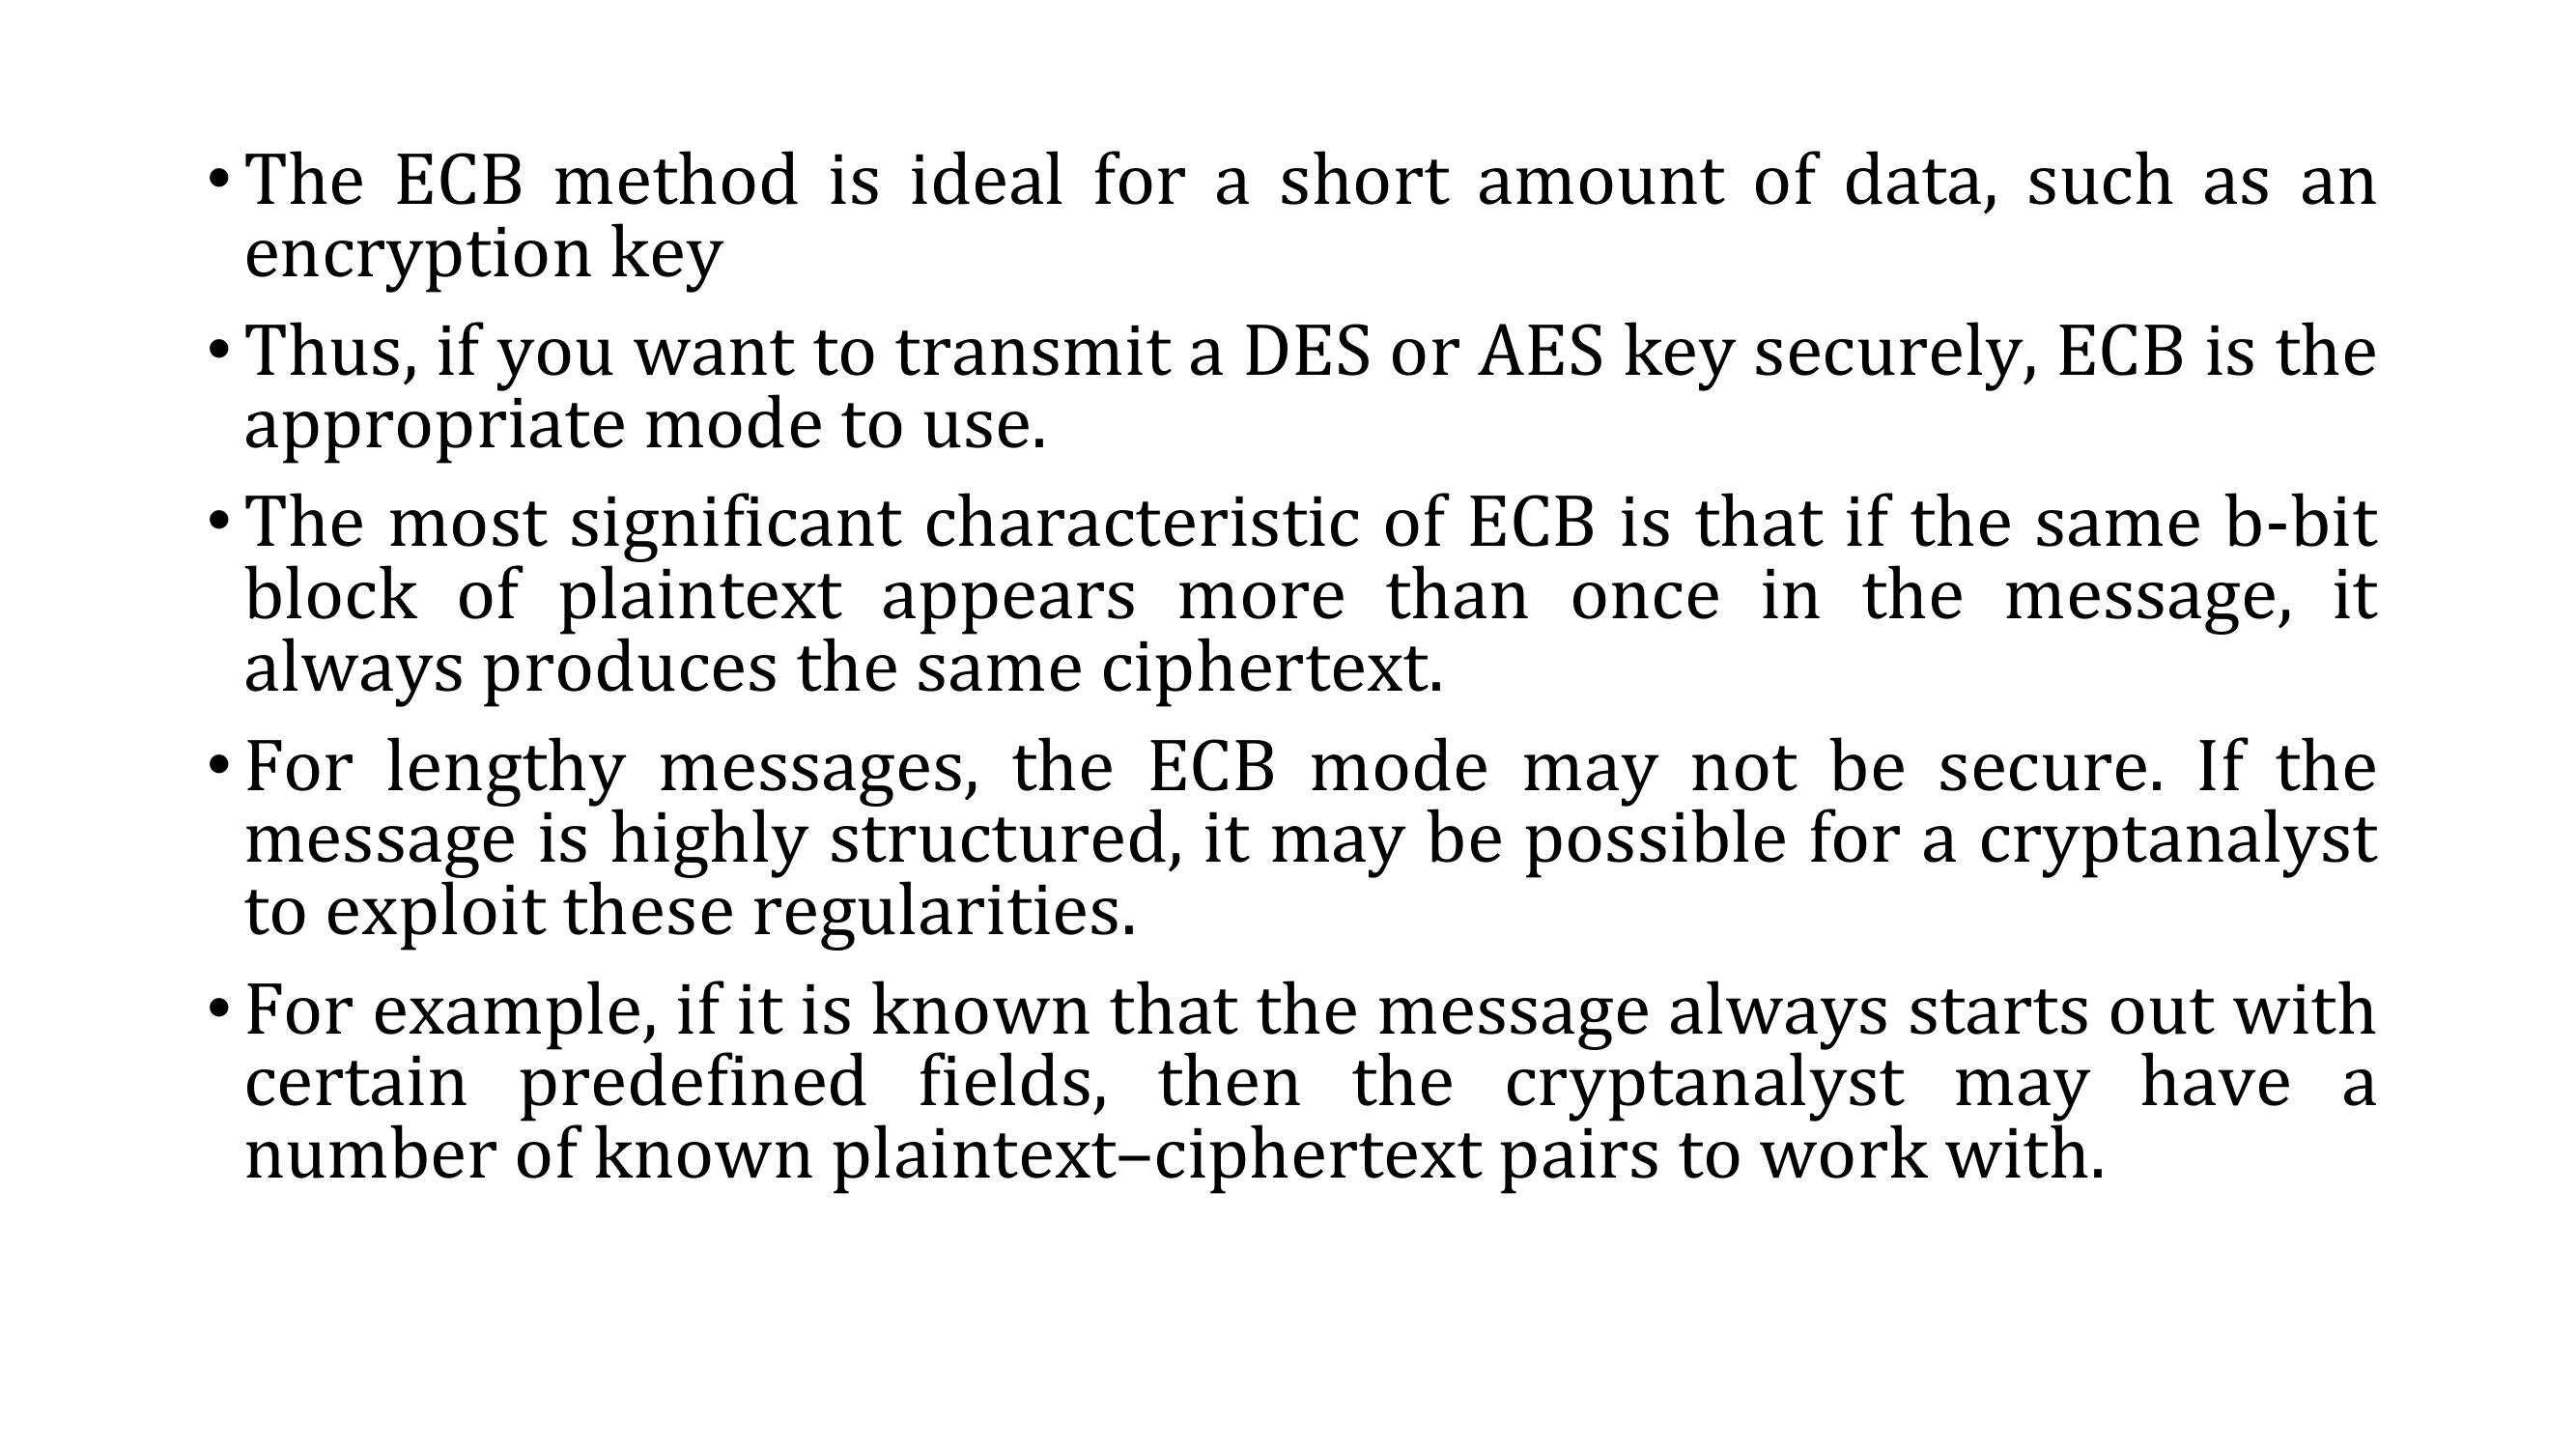 • The ECB method is ideal for a short amount of data, such as an
encryption key
• Thus, if you want to transmit a DES or AES key securely, ECB is the
appropriate mode to use.
• The most significant characteristic of ECB is that if the same b-bit
block of plaintext appears more than once in the message, it
always produces the same ciphertext.
• For lengthy messages, the ECB mode may not be secure. If the
message is highly structured, it may be possible for a cryptanalyst
to exploit these regularities.
• For example, if it is known that the message always starts out with
certain predefined fields, then the cryptanalyst may have a
number of known plaintext–ciphertext pairs to work with.